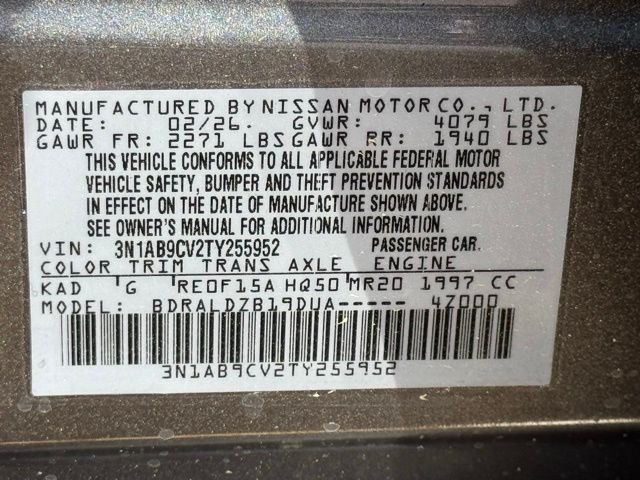 MANUFACTURED BY NISSAN MOTOR CO., LTD.
DATE: 02/26. GVWR: 4079 LBS
GAWR FR: 2271 LBS GAWR RR: 1940 LBS
THIS VEHICLE CONFORMS TO ALL APPLICABLE FEDERAL MOTOR
VEHICLE SAFETY, BUMPER AND THEFT PREVENTION STANDARDS
IN EFFECT ON THE DATE OF MANUFACTURE SHOWN ABOVE.
SEE OWNER'S MANUAL FOR ADDITIONAL INFORMATION.
VIN: 3N1AB9CV2TY255952 PASSENGER CAR.
COLOR TRIM TRANS AXLE ENGINE
KAD G RE0F15A HQ50 MR20 1997 CC
MODEL: BDRALDZB19DUA----- 4Z000
3N1AB9CV2TY255952